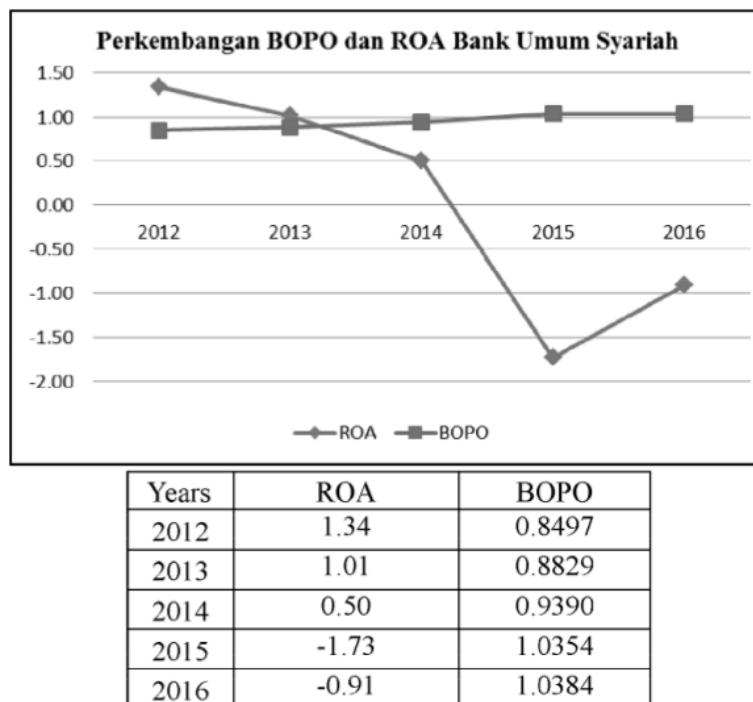 Perkembangan BOPO dan ROA Bank Umum Syariah
1.50
1.00
0.50
0.00
2012 2013 2014 2015 2016
-0.50
-1.00
-1.50
-2.00
ROA BOPO
Years ROA BOPO
2012 1.34 0.8497
2013 1.01 0.8829
2014 0.50 0.9390
2015 -1.73 1.0354
2016 -0.91 1.0384